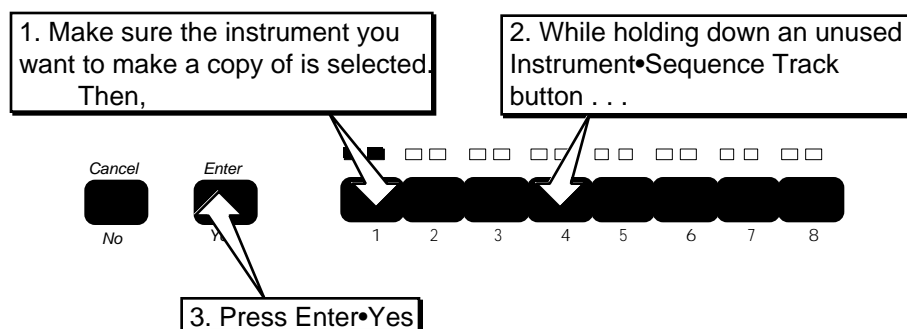 1. Make sure the instrument you
want to make a copy of is selected.
Then,
2. While holding down an unused
Instrument•Sequence Track
button . . .
Cancel
Enter
No
1 2 3 4 5 6 7 8
3. Press Enter•Yes